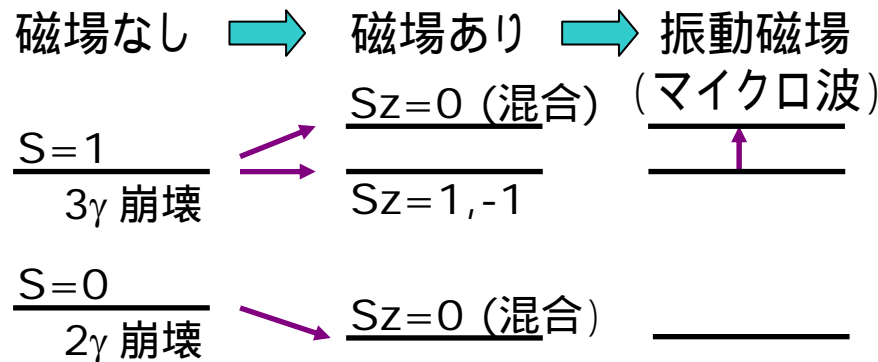 磁場なし
磁場あり
振動磁場
(マイクロ波)
Sz=0 (混合)
S=1
3γ 崩壊
Sz=1,-1
S=0
2γ 崩壊
Sz=0 (混合)